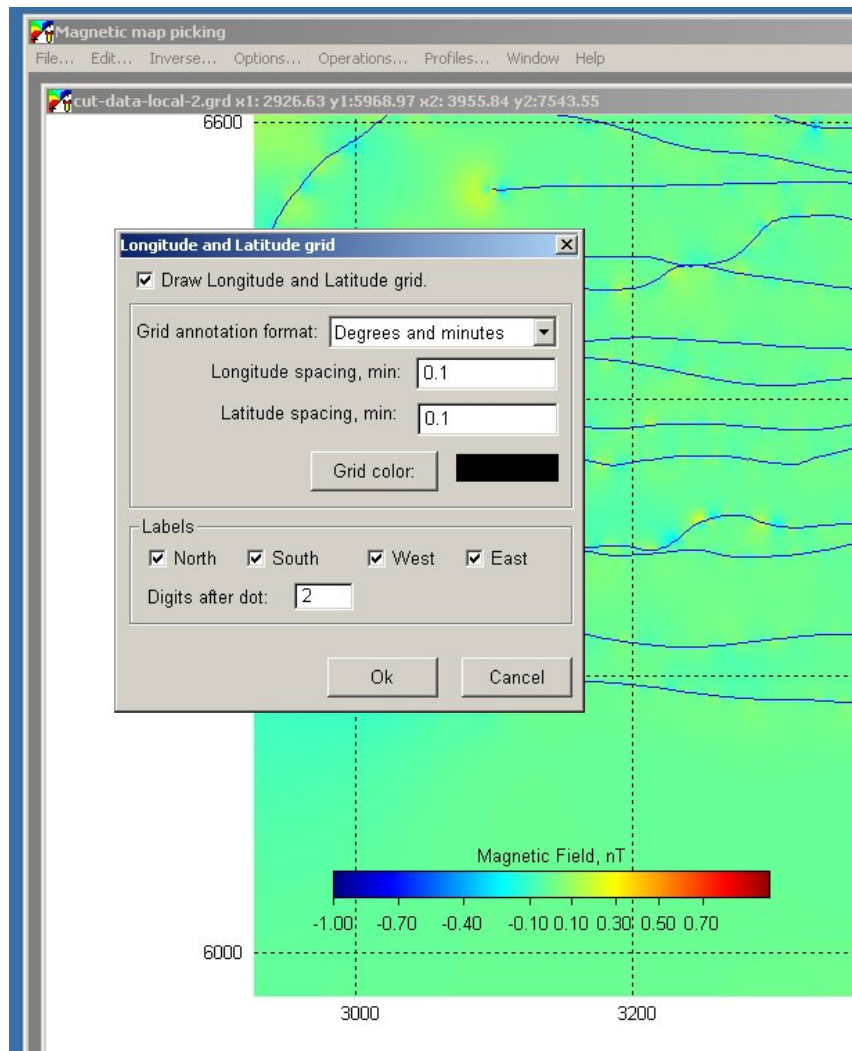 Magnetic map picking
File... Edit... Inverse... Options... Operations... Profiles... Window Help
cut-data-local-2.grd x1: 2926.63 y1:5968.97 x2: 3955.84 y2:7543.55
6600
Longitude and Latitude grid
Draw Longitude and Latitude grid.
Grid annotation format: Degrees and minutes
Longitude spacing, min: 0.1
Latitude spacing, min: 0.1
Grid color:
Labels
North South West East
Digits after dot: 2
Ok Cancel
Magnetic Field, nT
-1.00 -0.70 -0.40 -0.10 0.10 0.30 0.50 0.70
6000
3000 3200